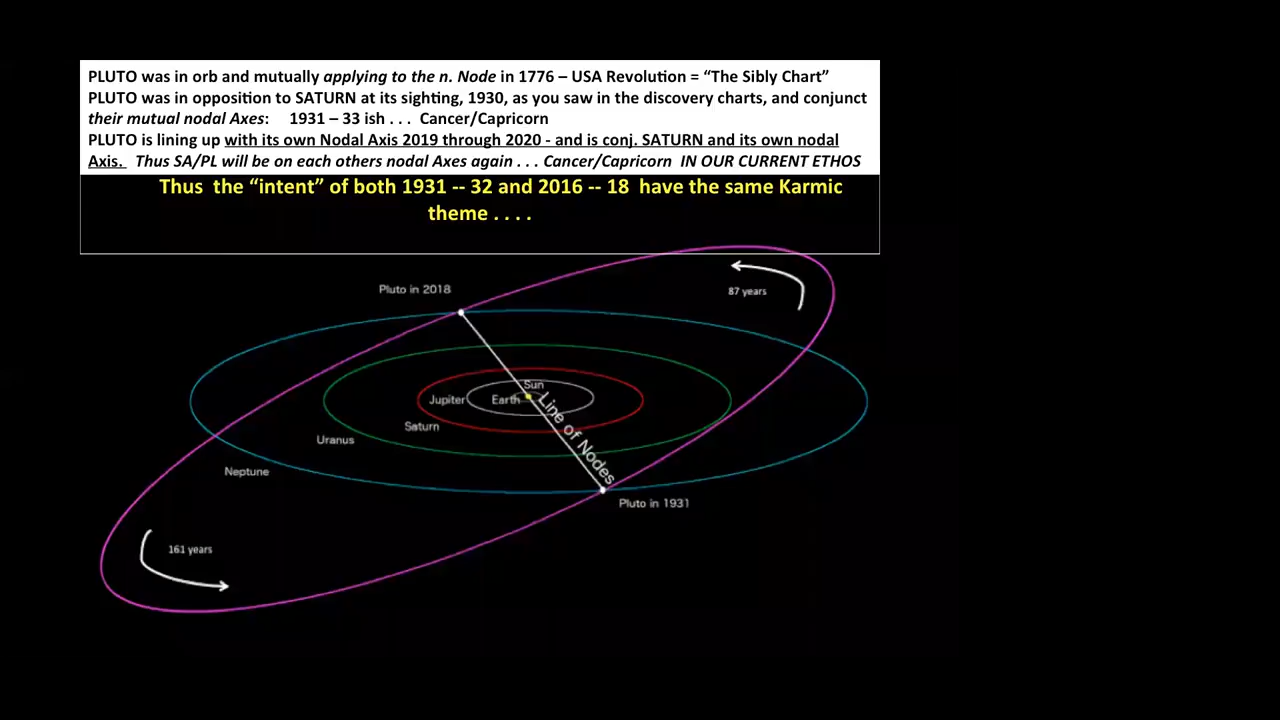 PLUTO was in orb and mutually applying to the n. Node in 1776 – USA Revolution = “The Sibly Chart”
PLUTO was in opposition to SATURN at its sighting, 1930, as you saw in the discovery charts, and conjunct
their mutual nodal Axes: 1931 – 33 ish . . . Cancer/Capricorn
PLUTO is lining up with its own Nodal Axis 2019 through 2020 - and is conj. SATURN and its own nodal
Axis. Thus SA/PL will be on each others nodal Axes again . . . Cancer/Capricorn IN OUR CURRENT ETHOS
Thus the “intent” of both 1931 -- 32 and 2016 -- 18 have the same Karmic
theme . . . .
Pluto in 2018
87 years
Sun
Jupiter
Earth
Line of Nodes
Saturn
Uranus
Neptune
Pluto in 1931
161 years